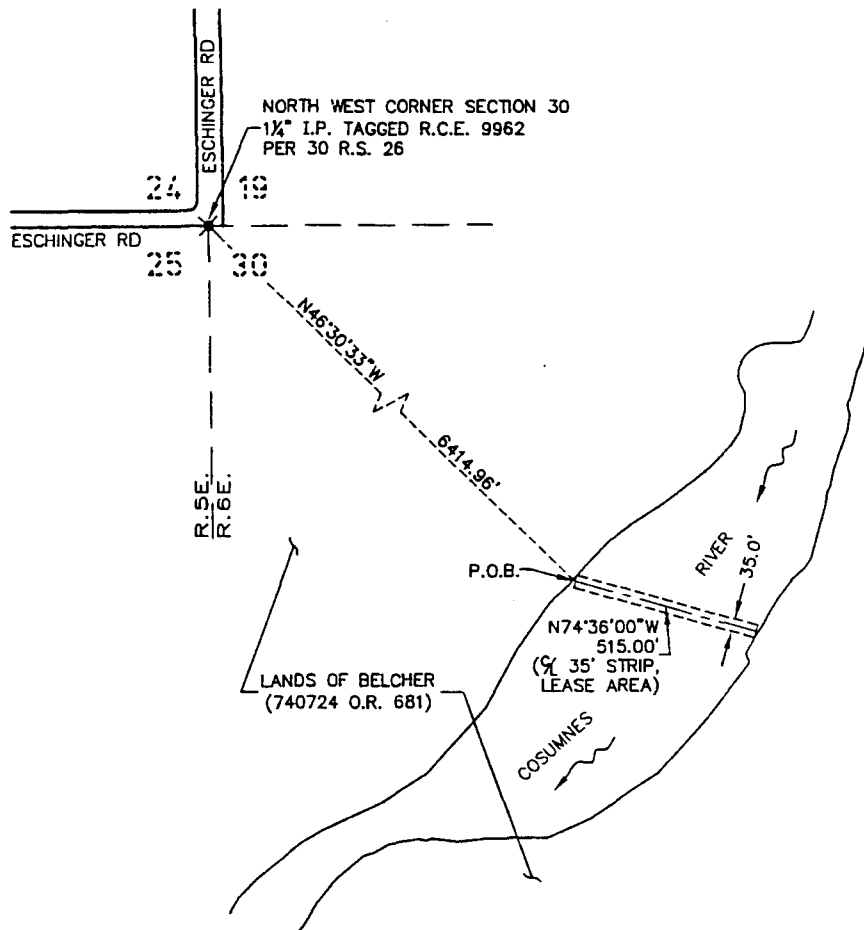 ESCHINGER RD
NORTH WEST CORNER SECTION 30
1¼" I.P. TAGGED R.C.E. 9962
PER 30 R.S. 26
24 19
ESCHINGER RD
25 30
N46°30'33"W
6414.96'
R.5E.
R.6E.
RIVER
35.0'
P.O.B.
N74°36'00"W
515.00'
(℄ 35' STRIP,
LEASE AREA)
LANDS OF BELCHER
(740724 O.R. 681)
COSUMNES